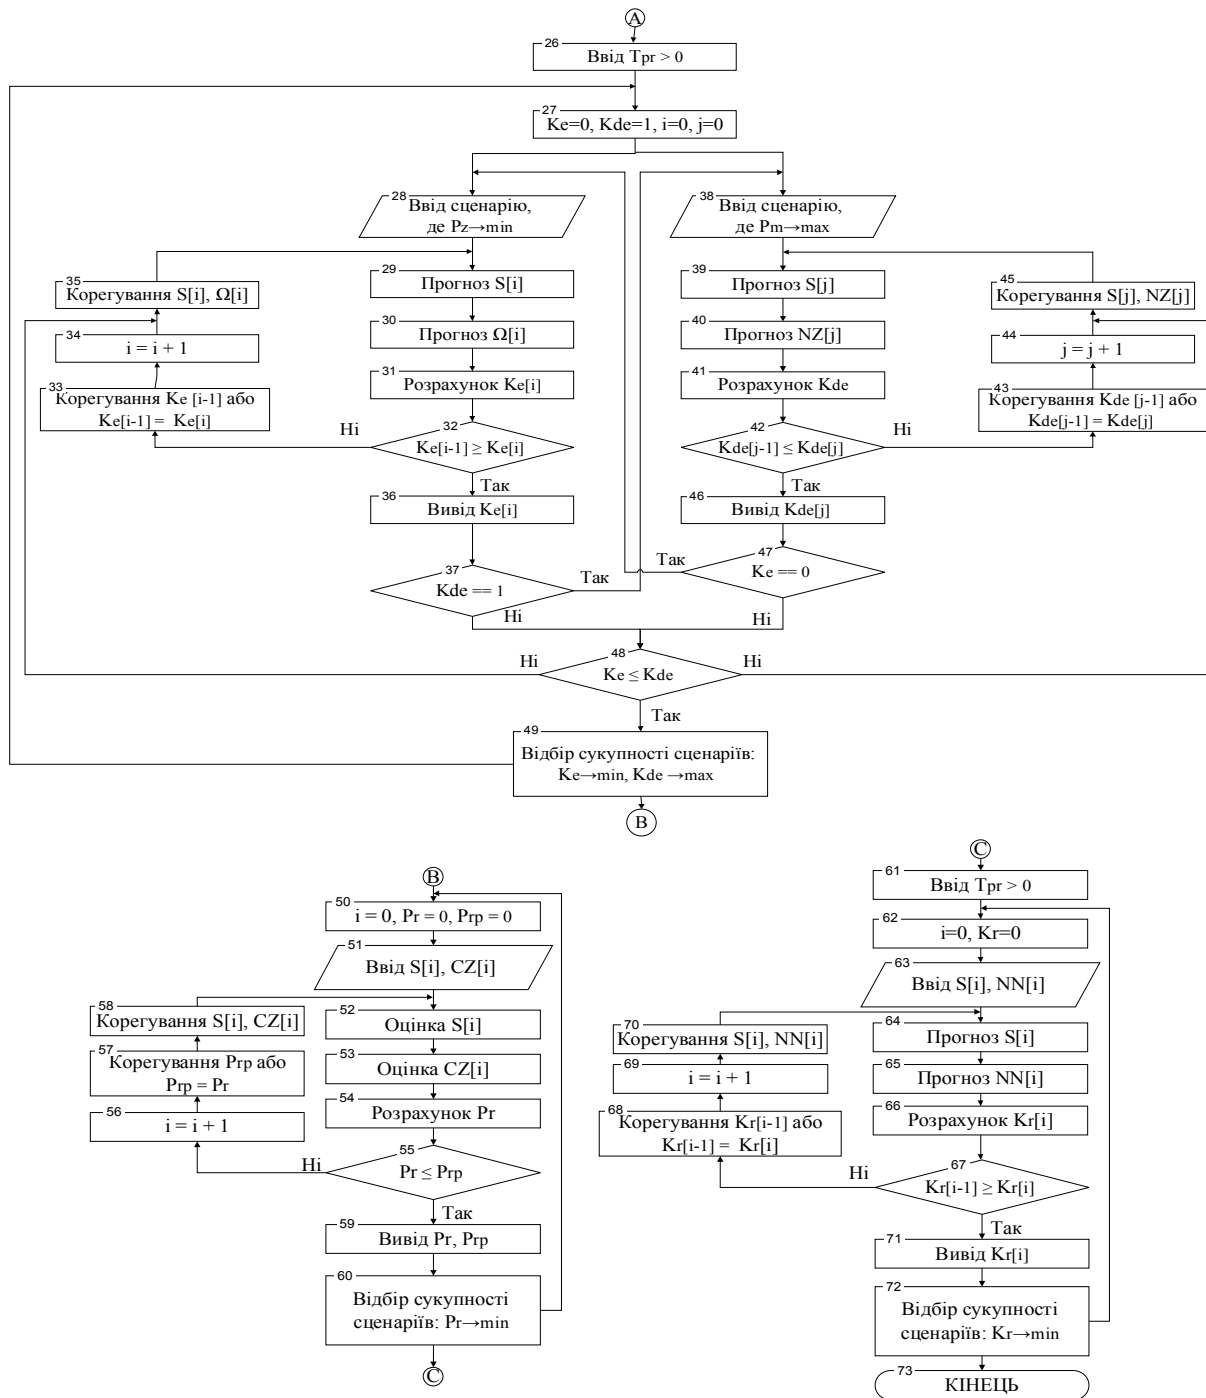 A
26
Ввід Tpr > 0
27
Ke=0, Kde=1, i=0, j=0
28
Ввід сценарію,
де Pz→min
38
Ввід сценарію,
де Pm→max
29
Прогноз S[i]
39
Прогноз S[j]
35
Корегування S[i], Ω[i]
45
Корегування S[j], NZ[j]
30
Прогноз Ω[i]
40
Прогноз NZ[j]
34
i = i + 1
44
j = j + 1
31
Розрахунок Ke[i]
41
Розрахунок Kde
33
Корегування Ke [i-1] або
Ke[i-1] = Ke[i]
43
Корегування Kde [j-1] або
Kde[j-1] = Kde[j]
Ні
32
Ke[i-1] ≥ Ke[i]
42
Kde[j-1] ≤ Kde[j]
Ні
Так
Так
36
Вивід Ke[i]
46
Вивід Kde[j]
37
Kde == 1
Так
Так
47
Ke == 0
Ні
Ні
Ні
48
Ke ≤ Kde
Ні
Так
49
Відбір сукупності сценаріїв:
Ke→min, Kde →max
B
B
50
i = 0, Pr = 0, Prp = 0
51
Ввід S[i], CZ[i]
58
Корегування S[i], CZ[i]
52
Оцінка S[i]
57
Корегування Prp або
Prp = Pr
53
Оцінка CZ[i]
56
i = i + 1
54
Розрахунок Pr
Ні
55
Pr ≤ Prp
Так
59
Вивід Pr, Prp
60
Відбір сукупності
сценаріїв: Pr→min
C
C
61
Ввід Tpr > 0
62
i=0, Kr=0
63
Ввід S[i], NN[i]
70
Корегування S[i], NN[i]
64
Прогноз S[i]
69
i = i + 1
65
Прогноз NN[i]
68
Корегування Kr[i-1] або
Kr[i-1] = Kr[i]
66
Розрахунок Kr[i]
Ні
67
Kr[i-1] ≥ Kr[i]
Так
71
Вивід Kr[i]
72
Відбір сукупності
сценаріїв: Kr→min
73
КІНЕЦЬ